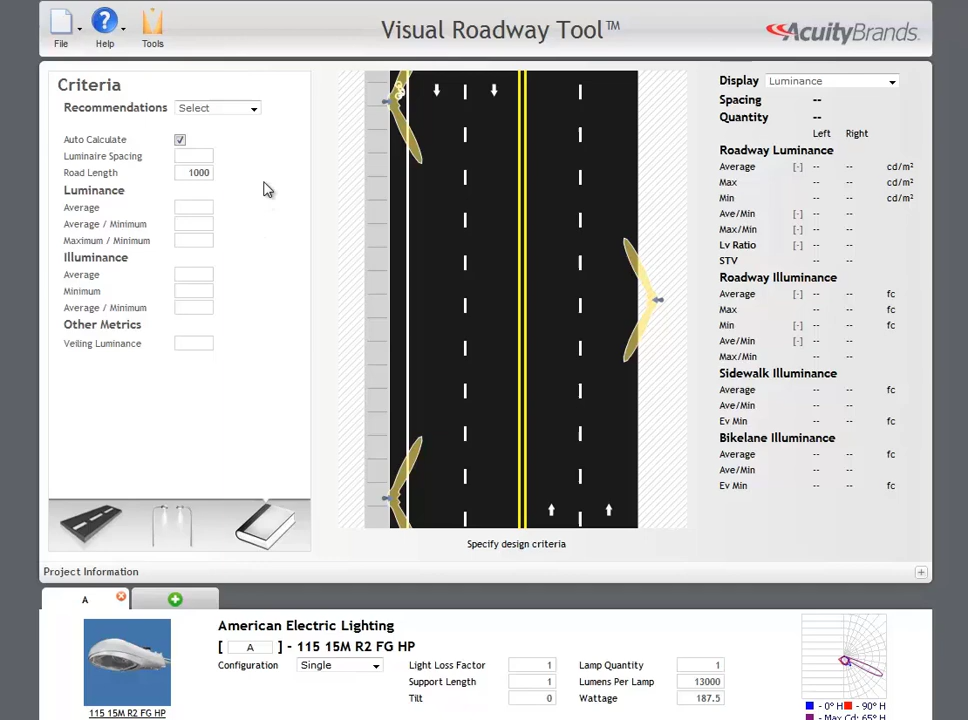 File
Help
Tools
Visual Roadway Tool™
AcuityBrands.
Criteria
Recommendations Select
Auto Calculate
Luminaire Spacing
Road Length 1000
Luminance
Average
Average / Minimum
Maximum / Minimum
Illuminance
Average
Minimum
Average / Minimum
Other Metrics
Veiling Luminance
Specify design criteria
Display Luminance
Spacing --
Quantity --
Left Right
Roadway Luminance
Average [-] -- -- cd/m²
Max -- -- cd/m²
Min -- -- cd/m²
Ave/Min [-] -- --
Max/Min [-] -- --
Lv Ratio [-] -- --
STV -- --
Roadway Illuminance
Average [-] -- -- fc
Max -- -- fc
Min [-] -- -- fc
Ave/Min [-] -- --
Max/Min -- --
Sidewalk Illuminance
Average -- -- fc
Ave/Min -- --
Ev Min -- -- fc
Bikelane Illuminance
Average -- -- fc
Ave/Min -- --
Ev Min -- -- fc
Project Information
A
American Electric Lighting
[ A ] - 115 15M R2 FG HP
Configuration Single
Light Loss Factor 1
Support Length 1
Tilt 0
Lamp Quantity 1
Lumens Per Lamp 13000
Wattage 187.5
115 15M R2 FG HP
- 0° H - 90° H
- Max Cd: 65° H